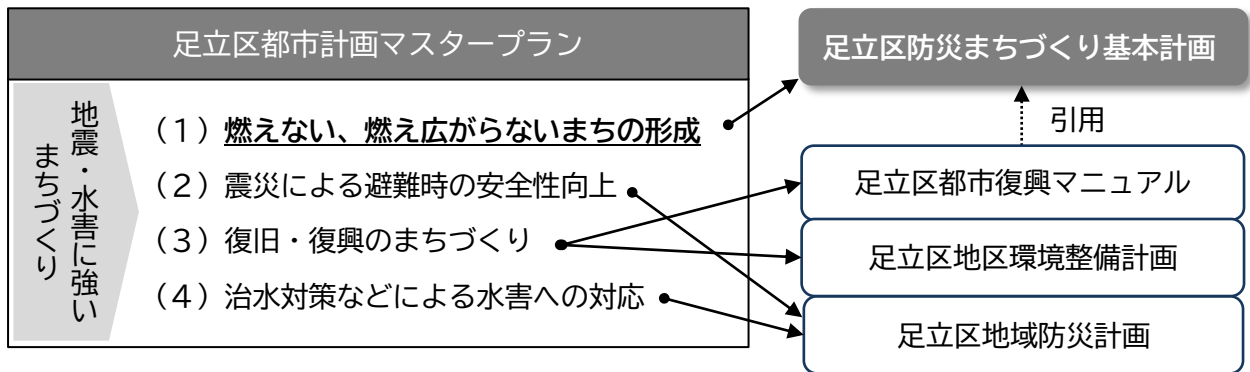 足立区都市計画マスタープラン
地震・水害に強い
まちづくり
（１）燃えない、燃え広がらないまちの形成
（２）震災による避難時の安全性向上
（３）復旧・復興のまちづくり
（４）治水対策などによる水害への対応
足立区防災まちづくり基本計画
引用
足立区都市復興マニュアル
足立区地区環境整備計画
足立区地域防災計画